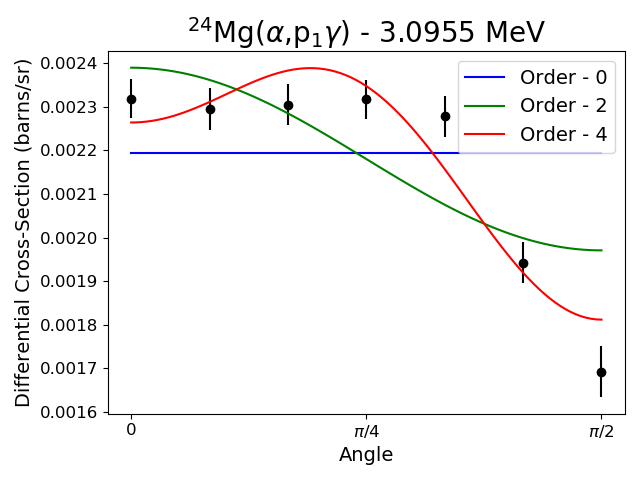 ²⁴Mg(α,p₁γ) - 3.0955 MeV
Order - 0
Order - 2
Order - 4
Differential Cross-Section (barns/sr)
0.0024
0.0023
0.0022
0.0021
0.0020
0.0019
0.0018
0.0017
0.0016
0 π/4 π/2
Angle